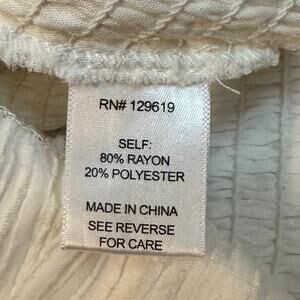 RN# 129619
SELF:
80% RAYON
20% POLYESTER
MADE IN CHINA
SEE REVERSE
FOR CARE